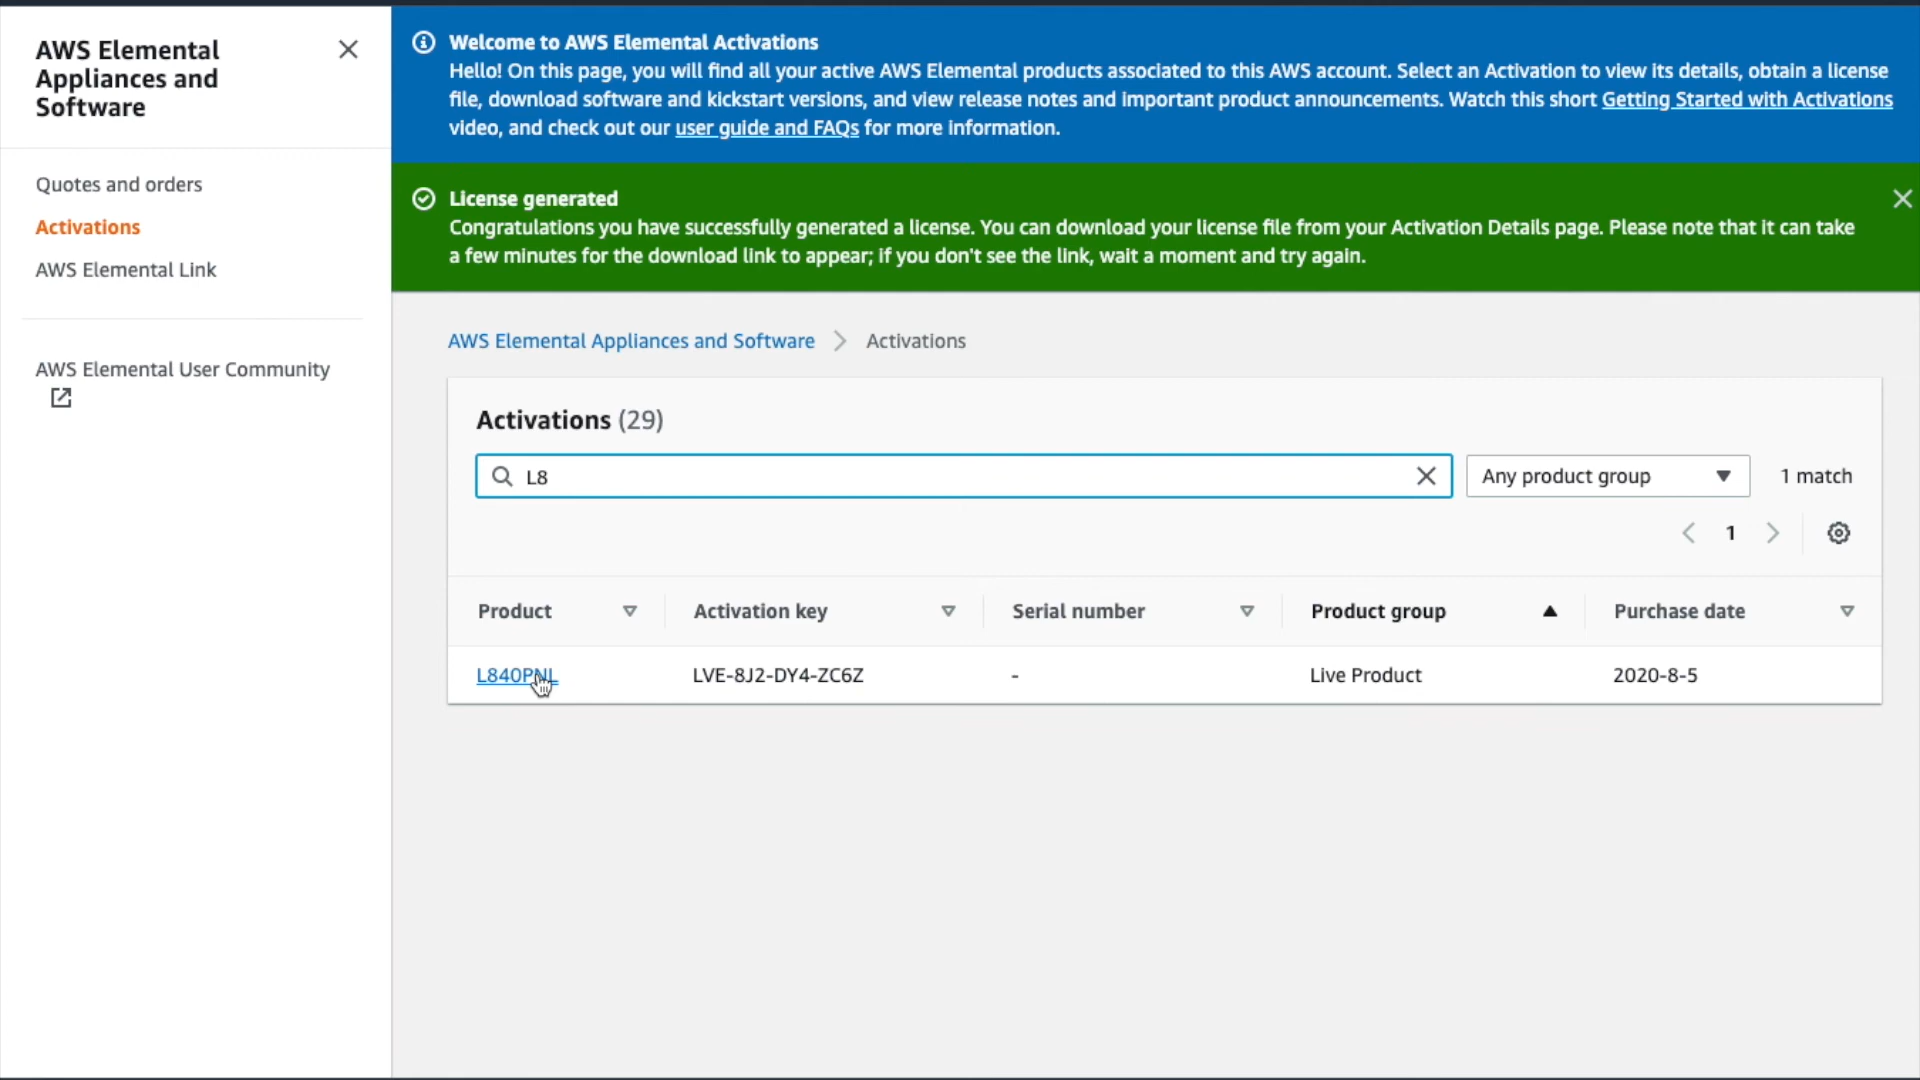 AWS Elemental
Appliances and
Software
Quotes and orders
Activations
AWS Elemental Link
AWS Elemental User Community
Welcome to AWS Elemental Activations
Hello! On this page, you will find all your active AWS Elemental products associated to this AWS account. Select an Activation to view its details, obtain a license
file, download software and kickstart versions, and view release notes and important product announcements. Watch this short Getting Started with Activations
video, and check out our user guide and FAQs for more information.
License generated
Congratulations you have successfully generated a license. You can download your license file from your Activation Details page. Please note that it can take
a few minutes for the download link to appear; if you don't see the link, wait a moment and try again.
AWS Elemental Appliances and Software > Activations
Activations (29)
L8 Any product group 1 match
1
Product Activation key Serial number Product group Purchase date
L840PNL LVE-8J2-DY4-ZC6Z - Live Product 2020-8-5